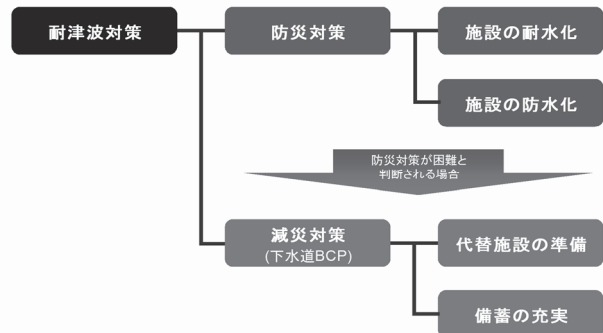 耐津波対策
防災対策
施設の耐水化
施設の防水化
防災対策が困難と
判断される場合
減災対策
(下水道BCP)
代替施設の準備
備蓄の充実